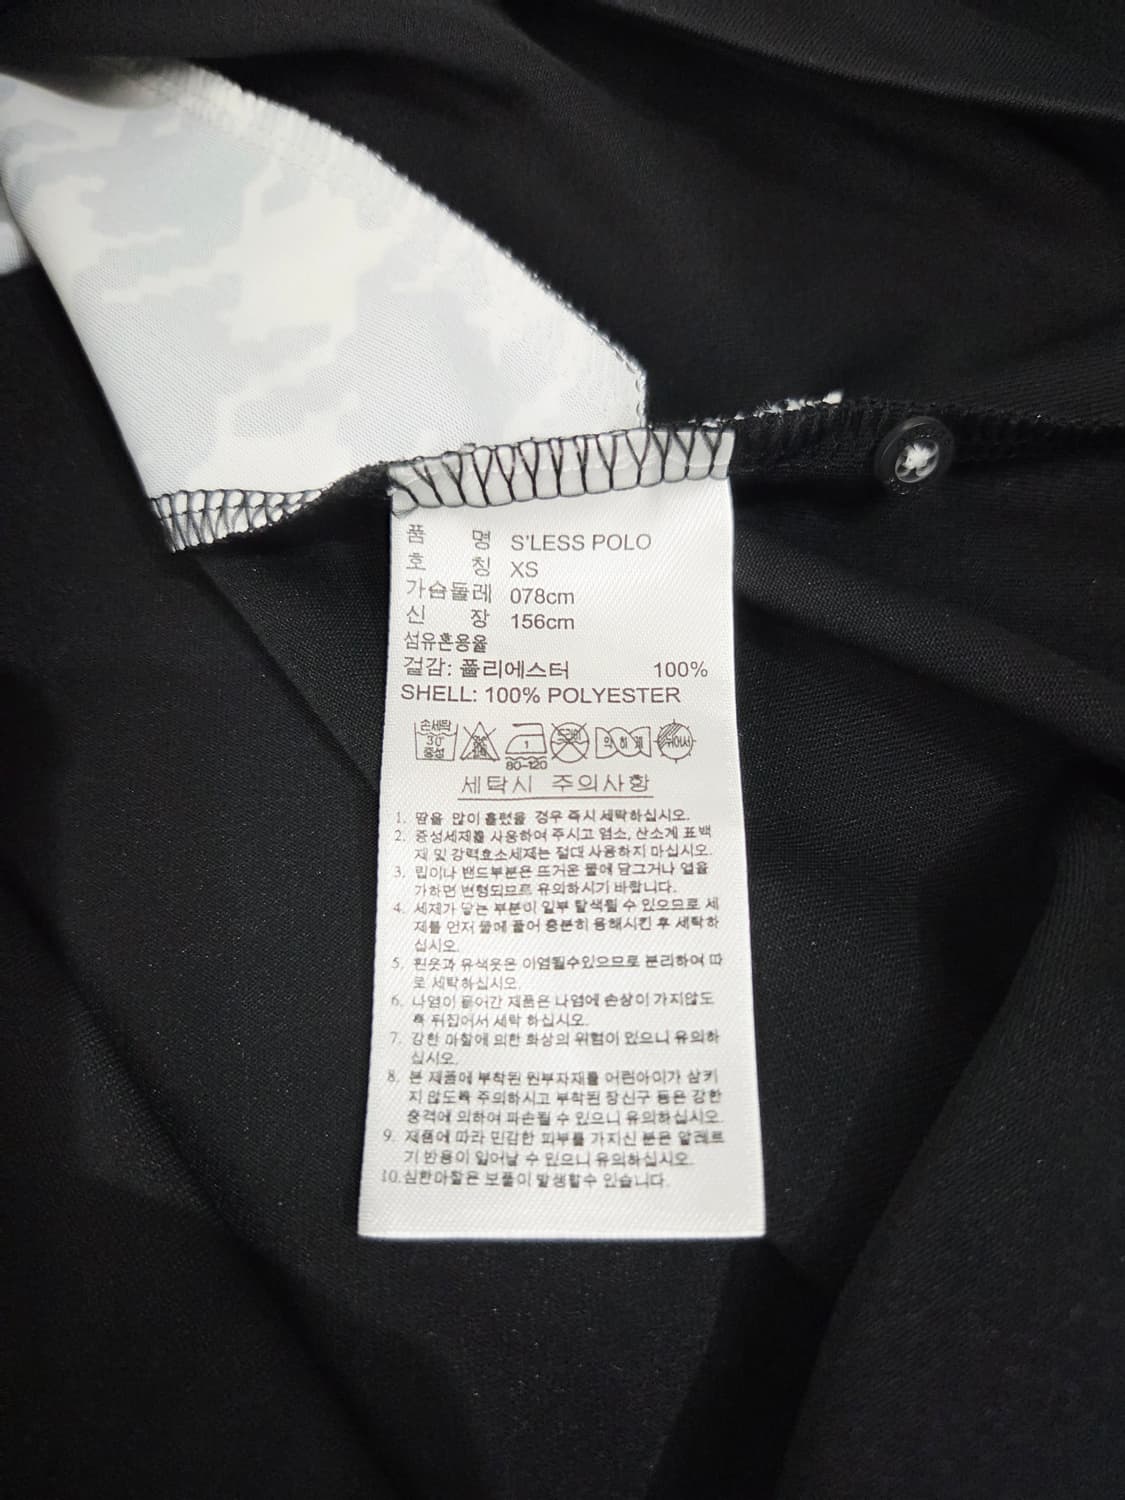 품 명 S'LESS POLO
호 칭 XS
가슴둘레 078cm
신 장 156cm
섬유혼용율
겉감: 폴리에스터 100%
SHELL: 100% POLYESTER
손세탁 30° 중성 1 80-120 드라이 약하게 뉘어서
세탁시 주의사항
1. 땀을 많이 흘렸을 경우 즉시 세탁하십시오.
2. 중성세제를 사용하여 주시고 염소, 산소계 표백
제 및 강력효소세제는 절대 사용하지 마십시오.
3. 립이나 밴드부분은 뜨거운 물에 담그거나 열을
가하면 변형되므로 유의하시기 바랍니다.
4. 세제가 닿는 부분이 일부 탈색될 수 있으므로 세
제를 먼저 물에 풀어 충분히 용해시킨 후 세탁하
십시오.
5. 흰옷과 유색옷은 이염될수있으므로 분리하여 따
로 세탁하십시오.
6. 나염이 들어간 제품은 나염에 손상이 가지않도
록 뒤집어서 세탁 하십시오.
7. 강한 마찰에 의한 화상의 위험이 있으니 유의하
십시오.
8. 본 제품에 부착된 원부자재를 어린아이가 삼키
지 않도록 주의하시고 부착된 장신구 등은 강한
충격에 의하여 파손될 수 있으니 유의하십시오.
9. 제품에 따라 민감한 피부를 가지신 분은 알레르
기 반응이 일어날 수 있으니 유의하십시오.
10.심한마찰은 보풀이 발생할수 있습니다.